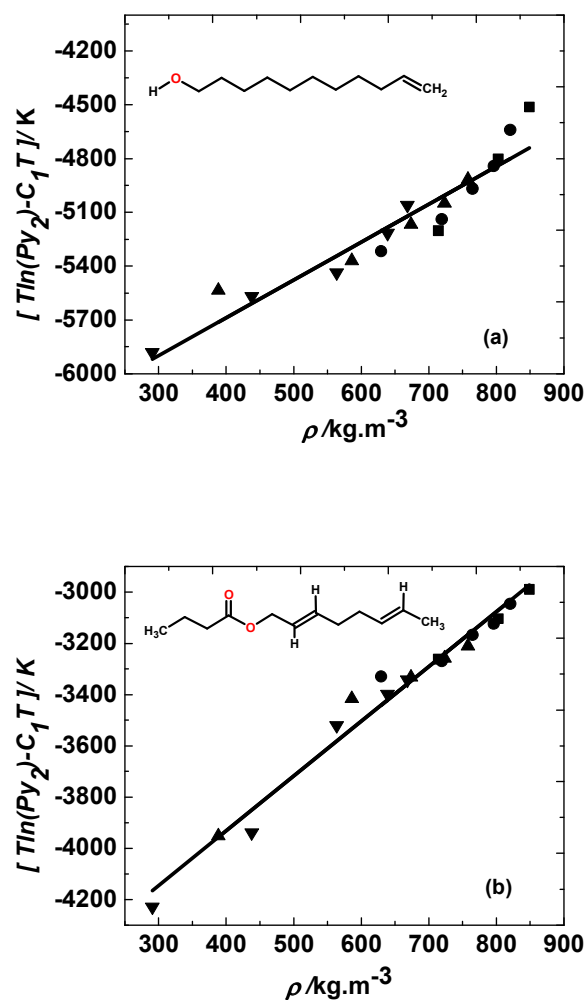 -4200
-4500
-4800
-5100
-5400
-5700
-6000
[ Tln(Py2)-C1T ]/ K
H
O
CH2
(a)
300 400 500 600 700 800 900
ρ /kg.m-3
-3000
-3200
-3400
-3600
-3800
-4000
-4200
[ Tln(Py2)-C1T ]/ K
O
H
H
H3C
O
CH3
H
(b)
300 400 500 600 700 800 900
ρ /kg.m-3